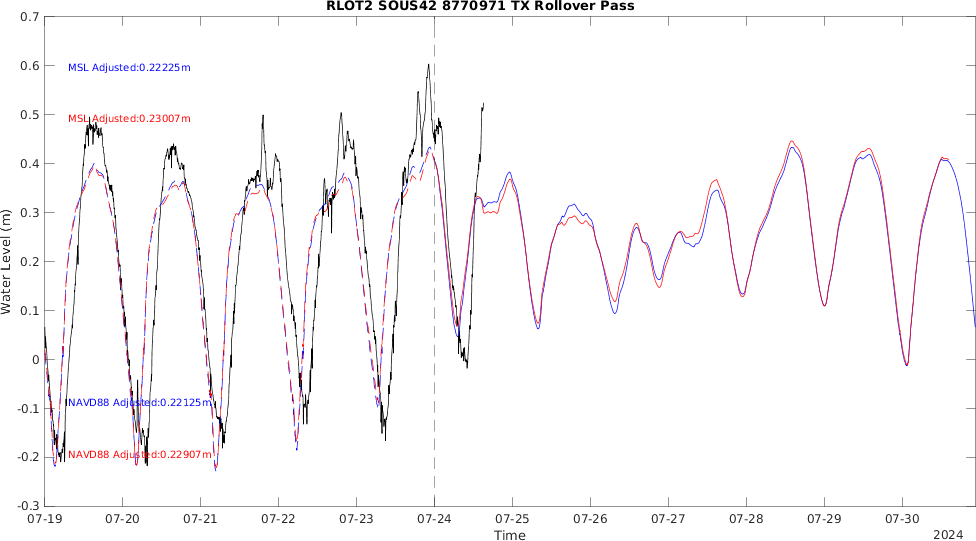 RLOT2 SOUS42 8770971 TX Rollover Pass
0.7
0.6
MSL Adjusted:0.22225m
0.5
MSL Adjusted:0.23007m
0.4
0.3
Water Level (m)
0.2
0.1
0
-0.1
NAVD88 Adjusted:0.22125m
-0.2
NAVD88 Adjusted:0.22907m
-0.3
07-19 07-20 07-21 07-22 07-23 07-24 07-25 07-26 07-27 07-28 07-29 07-30
Time
2024